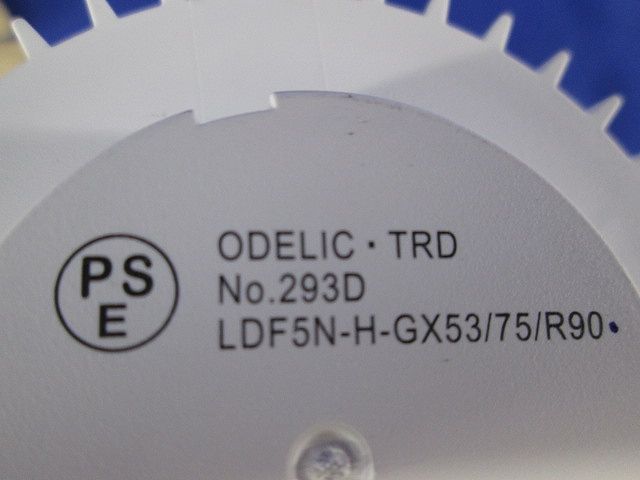 PS
E
ODELIC・TRD
No.293D
LDF5N-H-GX53/75/R90